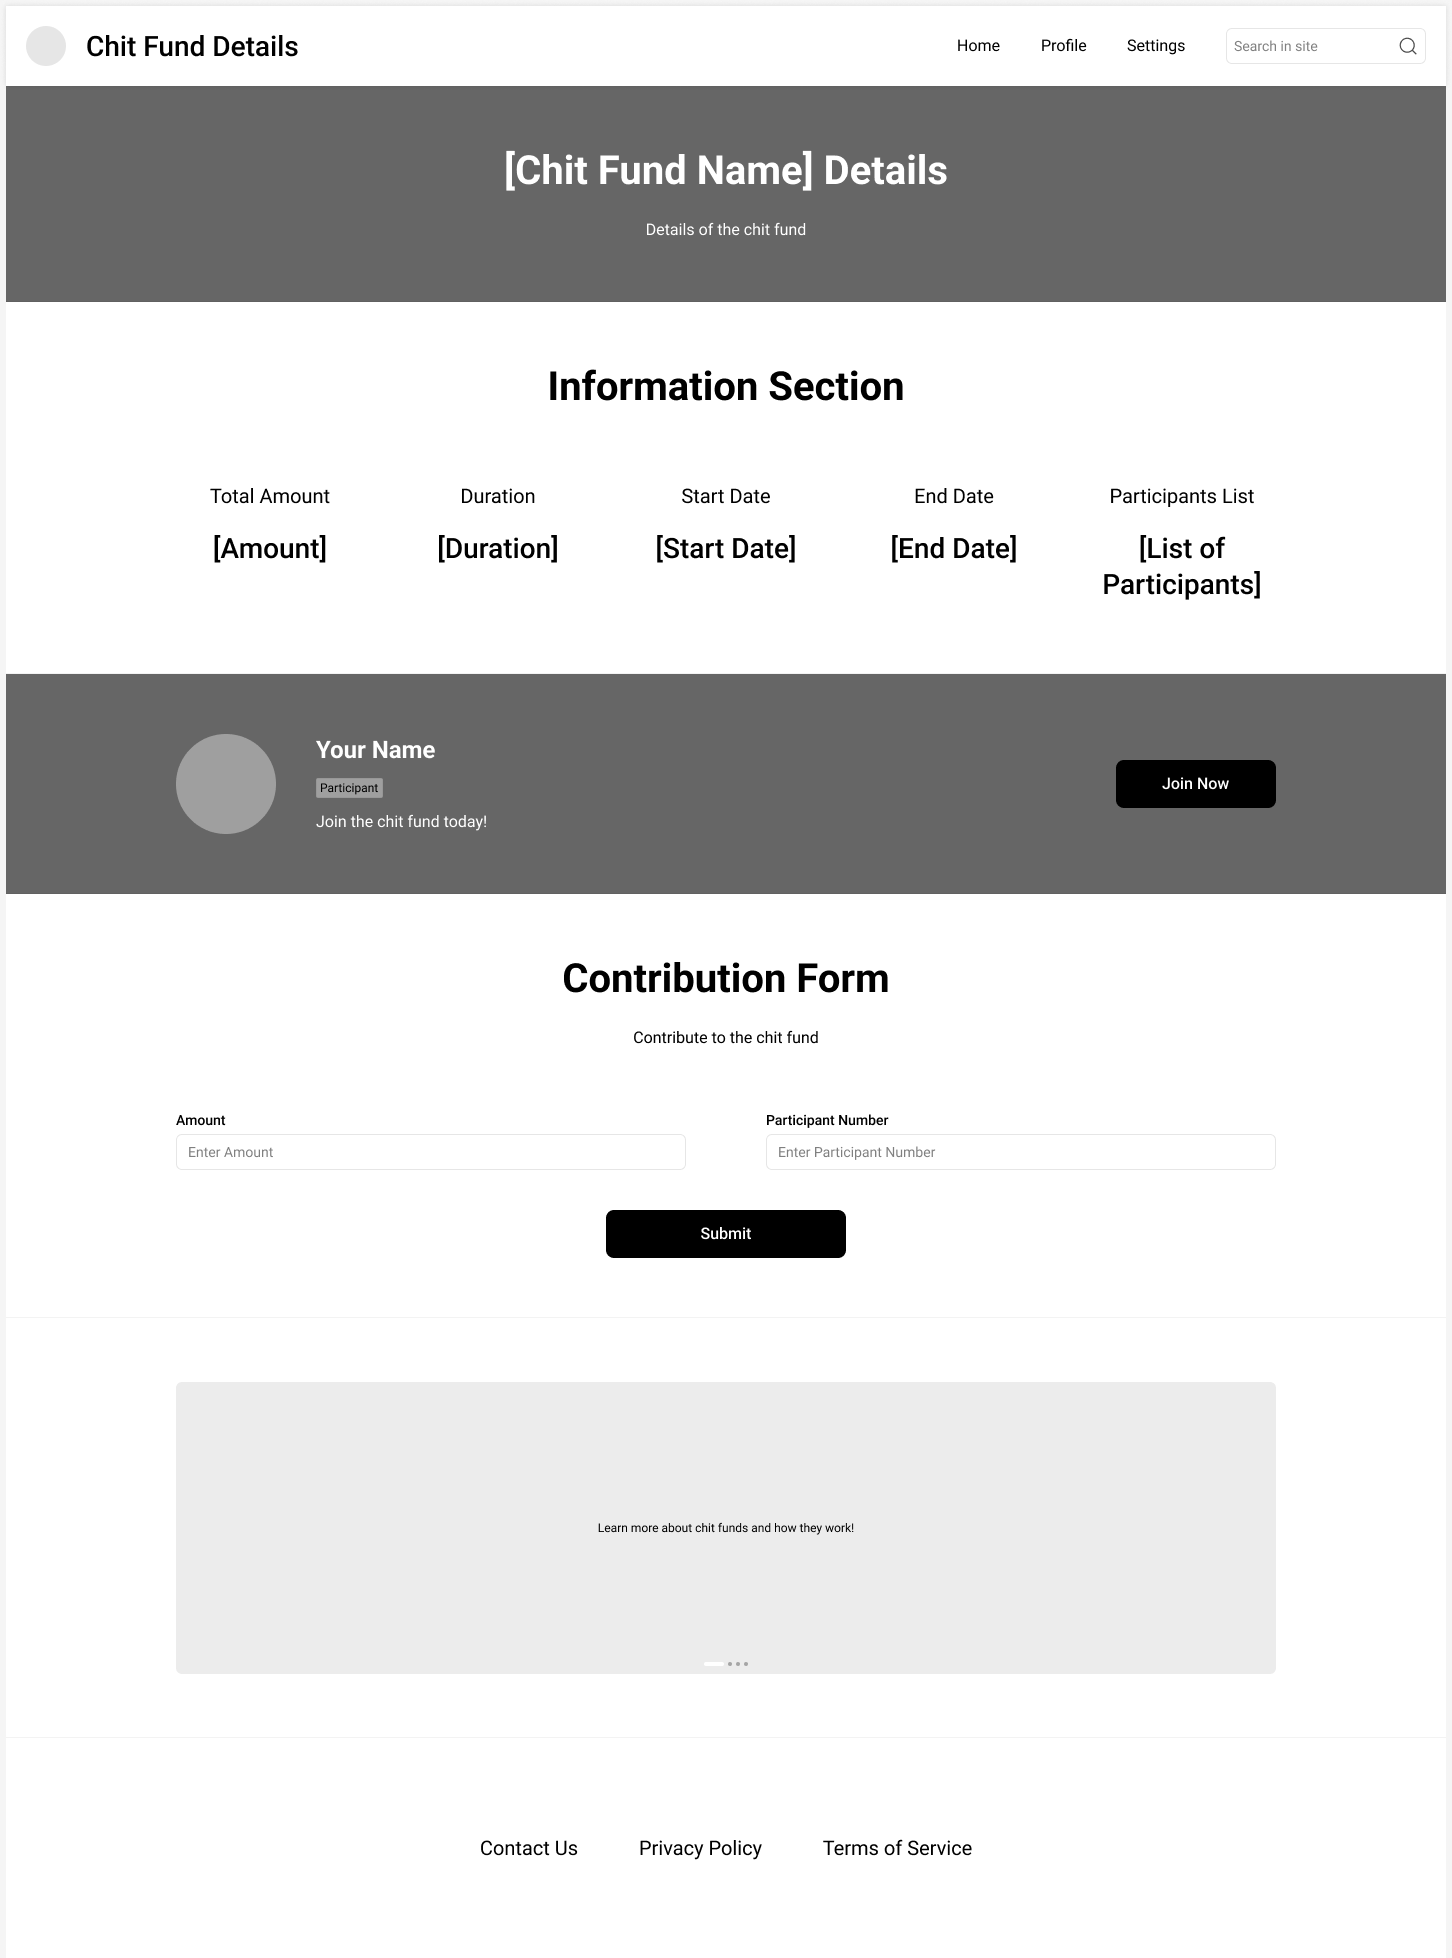 Chit Fund Details
Home
Profile
Settings
Search in site
[Chit Fund Name] Details
Details of the chit fund
Information Section
Total Amount
[Amount]
Duration
[Duration]
Start Date
[Start Date]
End Date
[End Date]
Participants List
[List of
Participants]
Your Name
Participant
Join the chit fund today!
Join Now
Contribution Form
Contribute to the chit fund
Amount
Enter Amount
Participant Number
Enter Participant Number
Submit
Learn more about chit funds and how they work!
Contact Us
Privacy Policy
Terms of Service